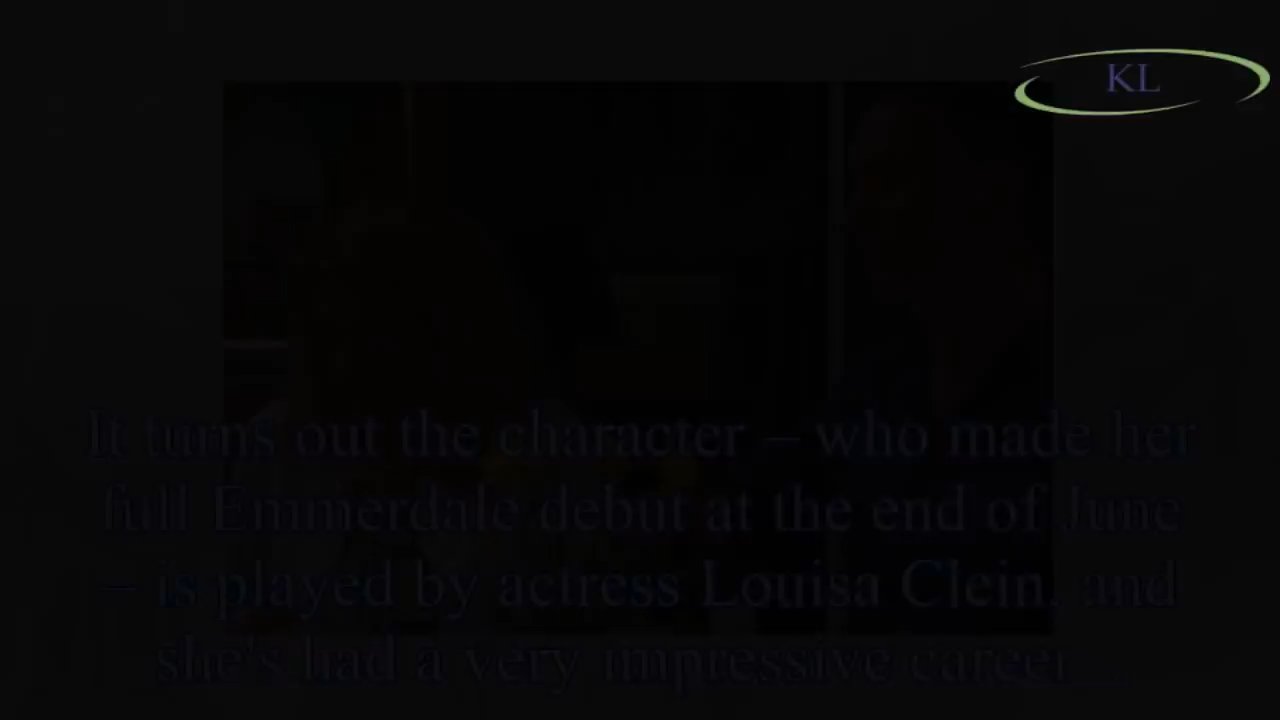 KL
It turns out the character – who made her
full Emmerdale debut at the end of June
– is played by actress Louisa Clein, and
she's had a very impressive career